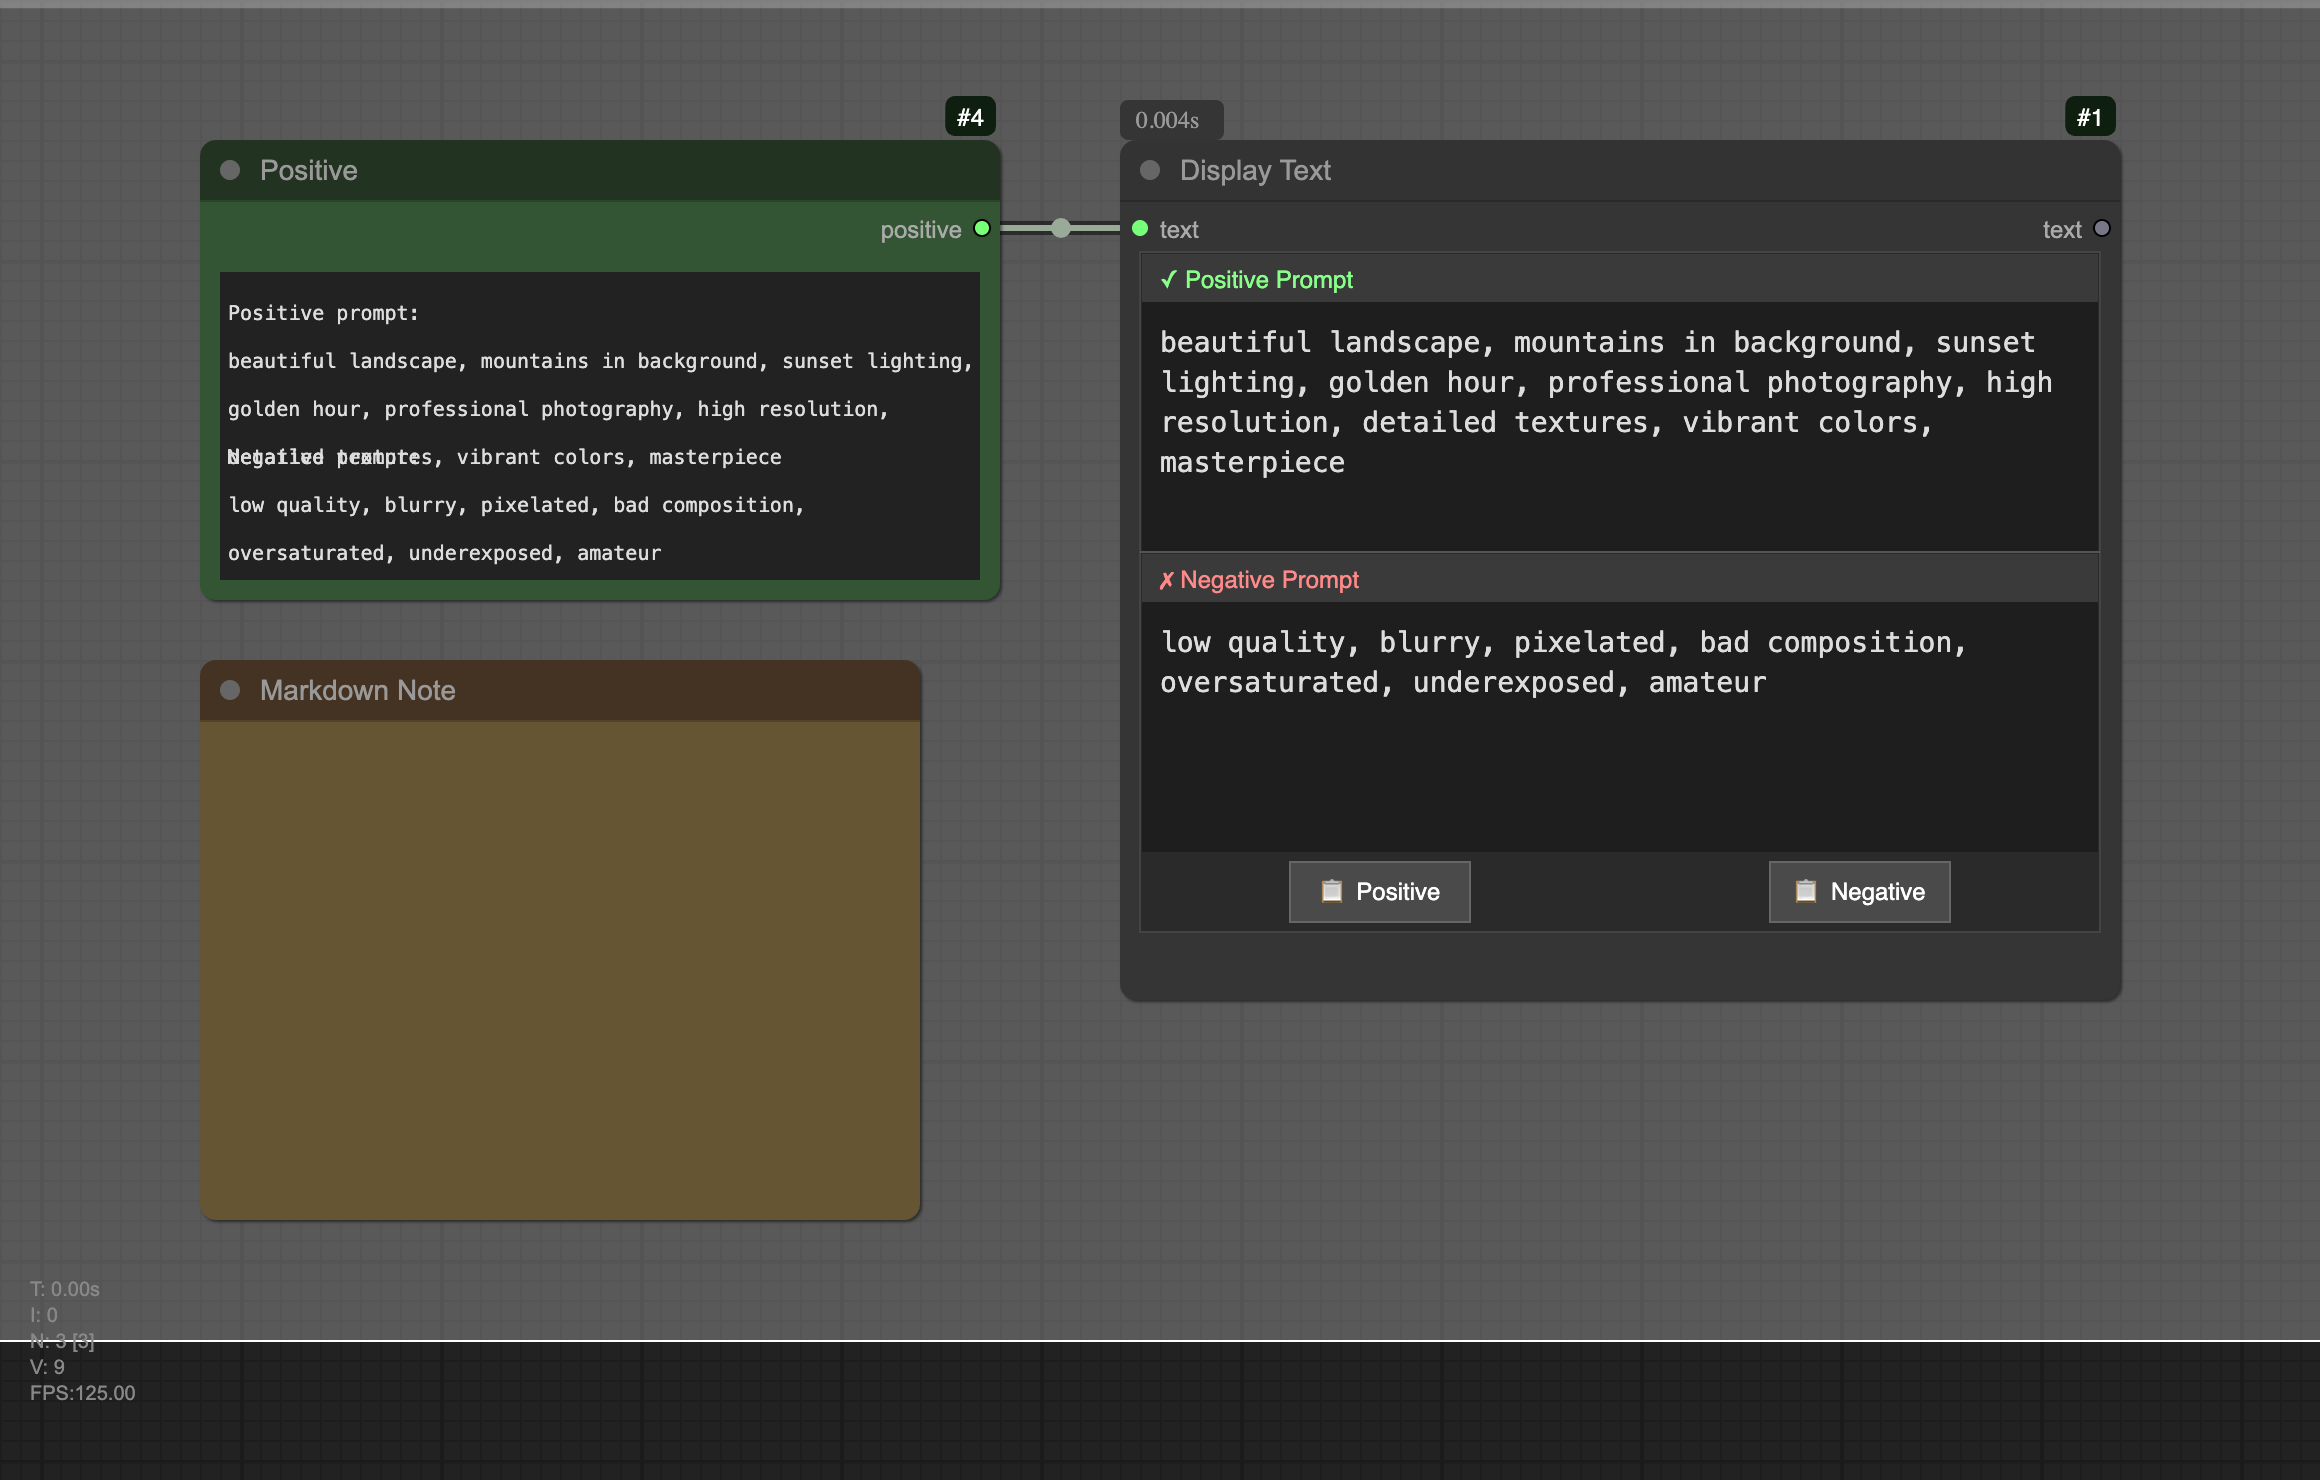 #4
Positive
positive
Positive prompt:
beautiful landscape, mountains in background, sunset lighting,
golden hour, professional photography, high resolution,
vibrant colors, masterpiece
low quality, blurry, pixelated, bad composition,
oversaturated, underexposed, amateur
Markdown Note
0.004s
#1
Display Text
text
text
✓ Positive Prompt
beautiful landscape, mountains in background, sunset
lighting, golden hour, professional photography, high
resolution, detailed textures, vibrant colors,
masterpiece
✗ Negative Prompt
low quality, blurry, pixelated, bad composition,
oversaturated, underexposed, amateur
📋 Positive
📋 Negative
T: 0.00s
I: 0
N: 3 [3]
V: 9
FPS:125.00